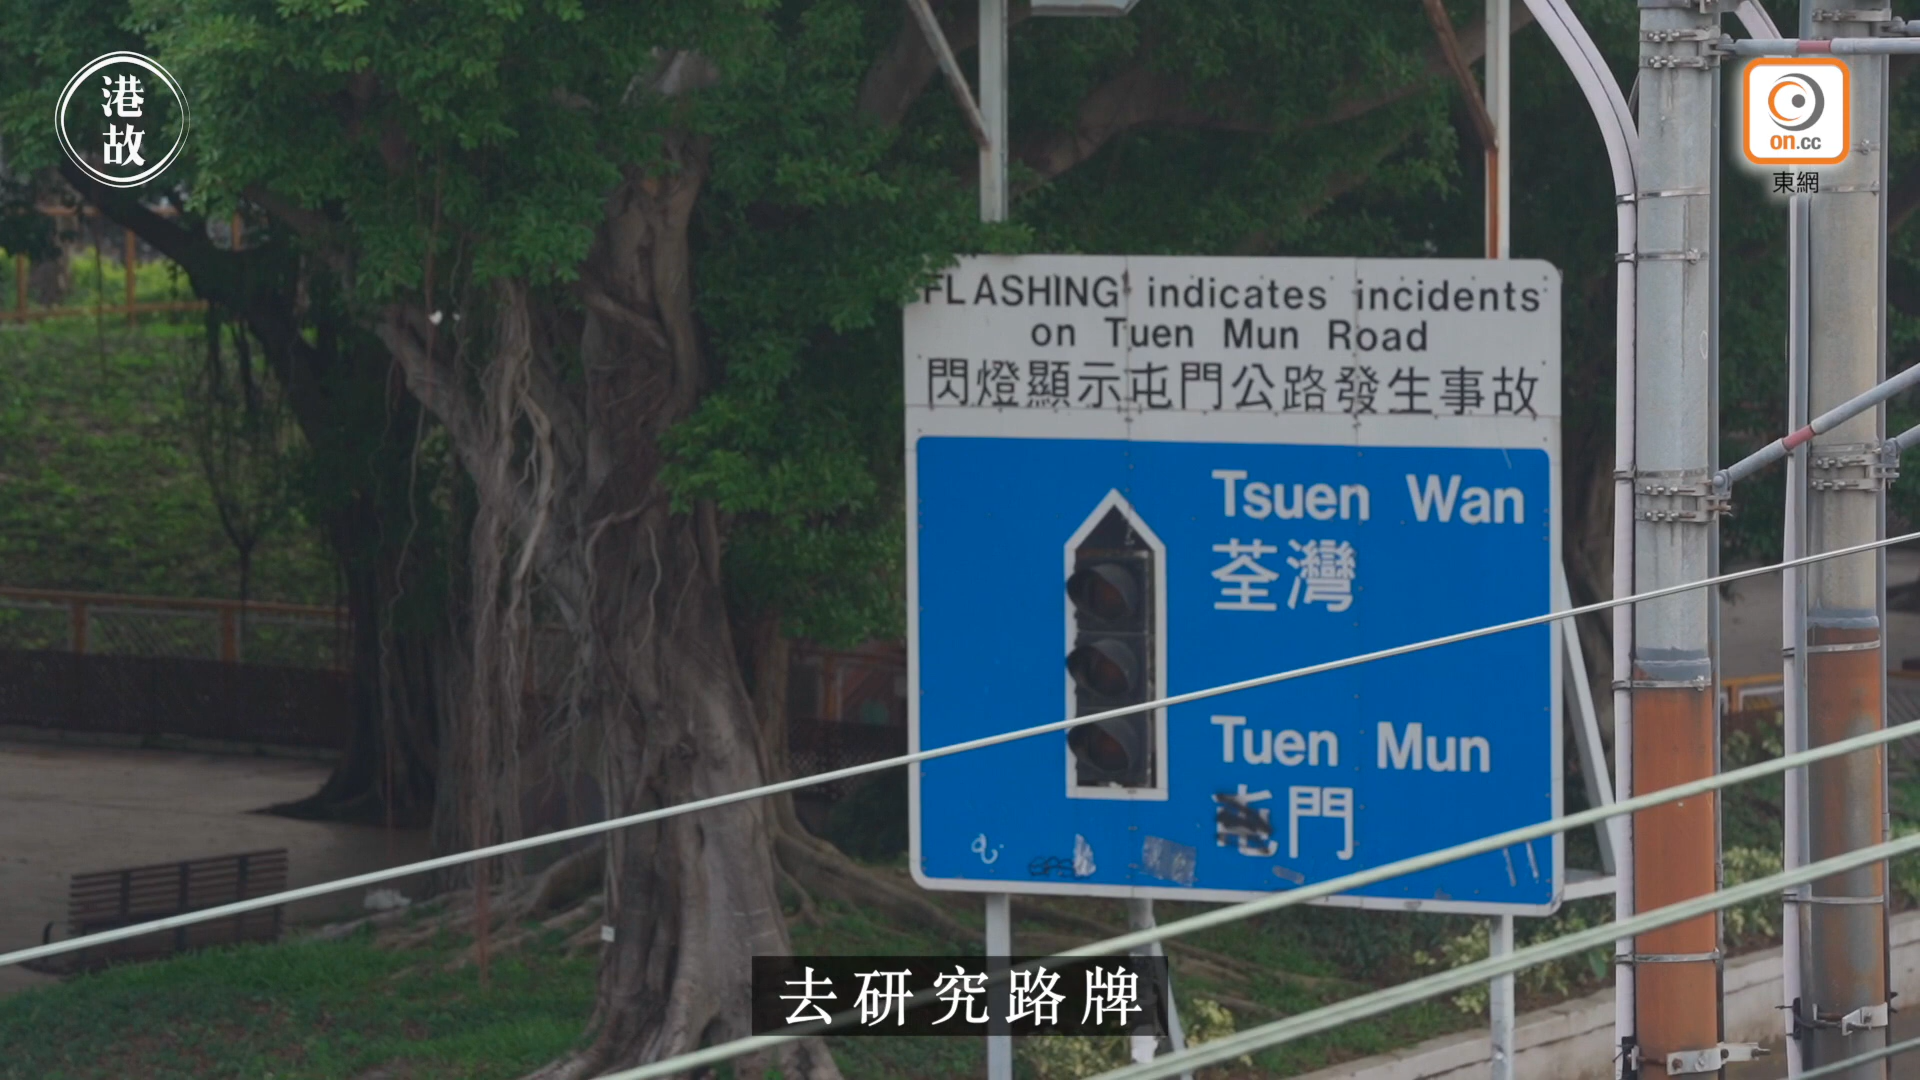 港故
on.cc
東網
FLASHING indicates incidents
on Tuen Mun Road
閃燈顯示屯門公路發生事故
Tsuen Wan
荃灣
Tuen Mun
屯門
去研究路牌